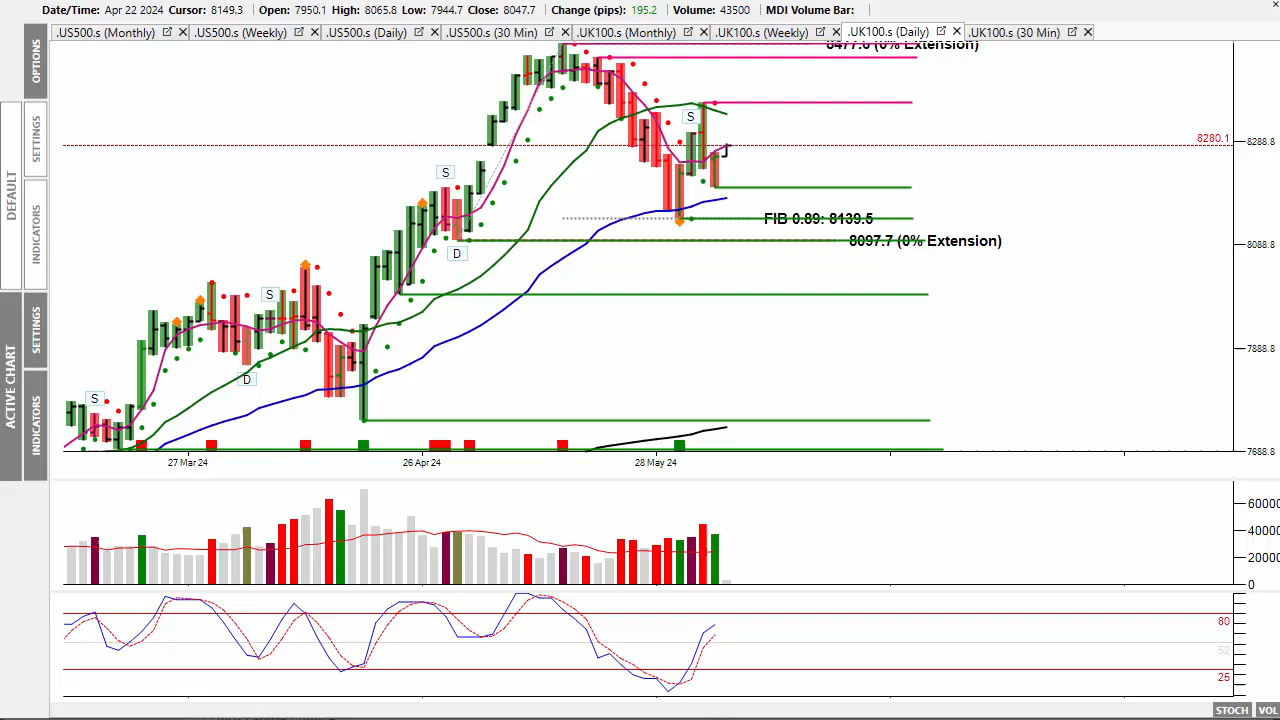 Date/Time: Apr 22 2024 Cursor: 8149.3 Open: 7950.1 High: 8065.8 Low: 7944.7 Close: 8047.7 Change (pips): 195.2 Volume: 43500 MDI Volume Bar:
.US500.s (Monthly) .US500.s (Weekly) .US500.s (Daily) .US500.s (30 Min) .UK100.s (Monthly) .UK100.s (Weekly) .UK100.s (Daily) .UK100.s (30 Min)
OPTIONS
SETTINGS
INDICATORS
DEFAULT
SETTINGS
INDICATORS
ACTIVE CHART
8477.6 (0% Extension)
S
8280.1
8288.8
S
FIB 0.89: 8139.5
8097.7 (0% Extension)
8088.8
D
S
7888.8
D
S
7688.8
27 Mar 24 26 Apr 24 28 May 24
60000
40000
20000
0
80
52
25
STOCH VOL